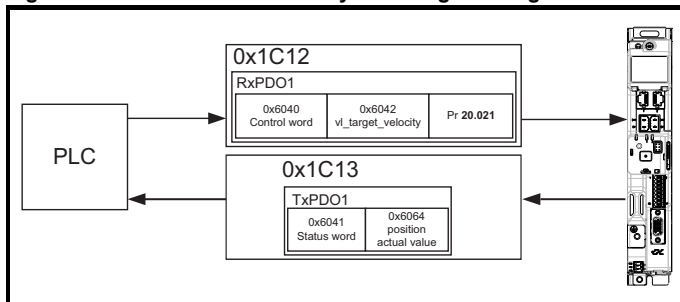 PLC
0x1C12
RxPDO1
0x6040
Control word
0x6042
vl_target_velocity
Pr 20.021
0x1C13
TxPDO1
0x6041
Status word
0x6064
position
actual value